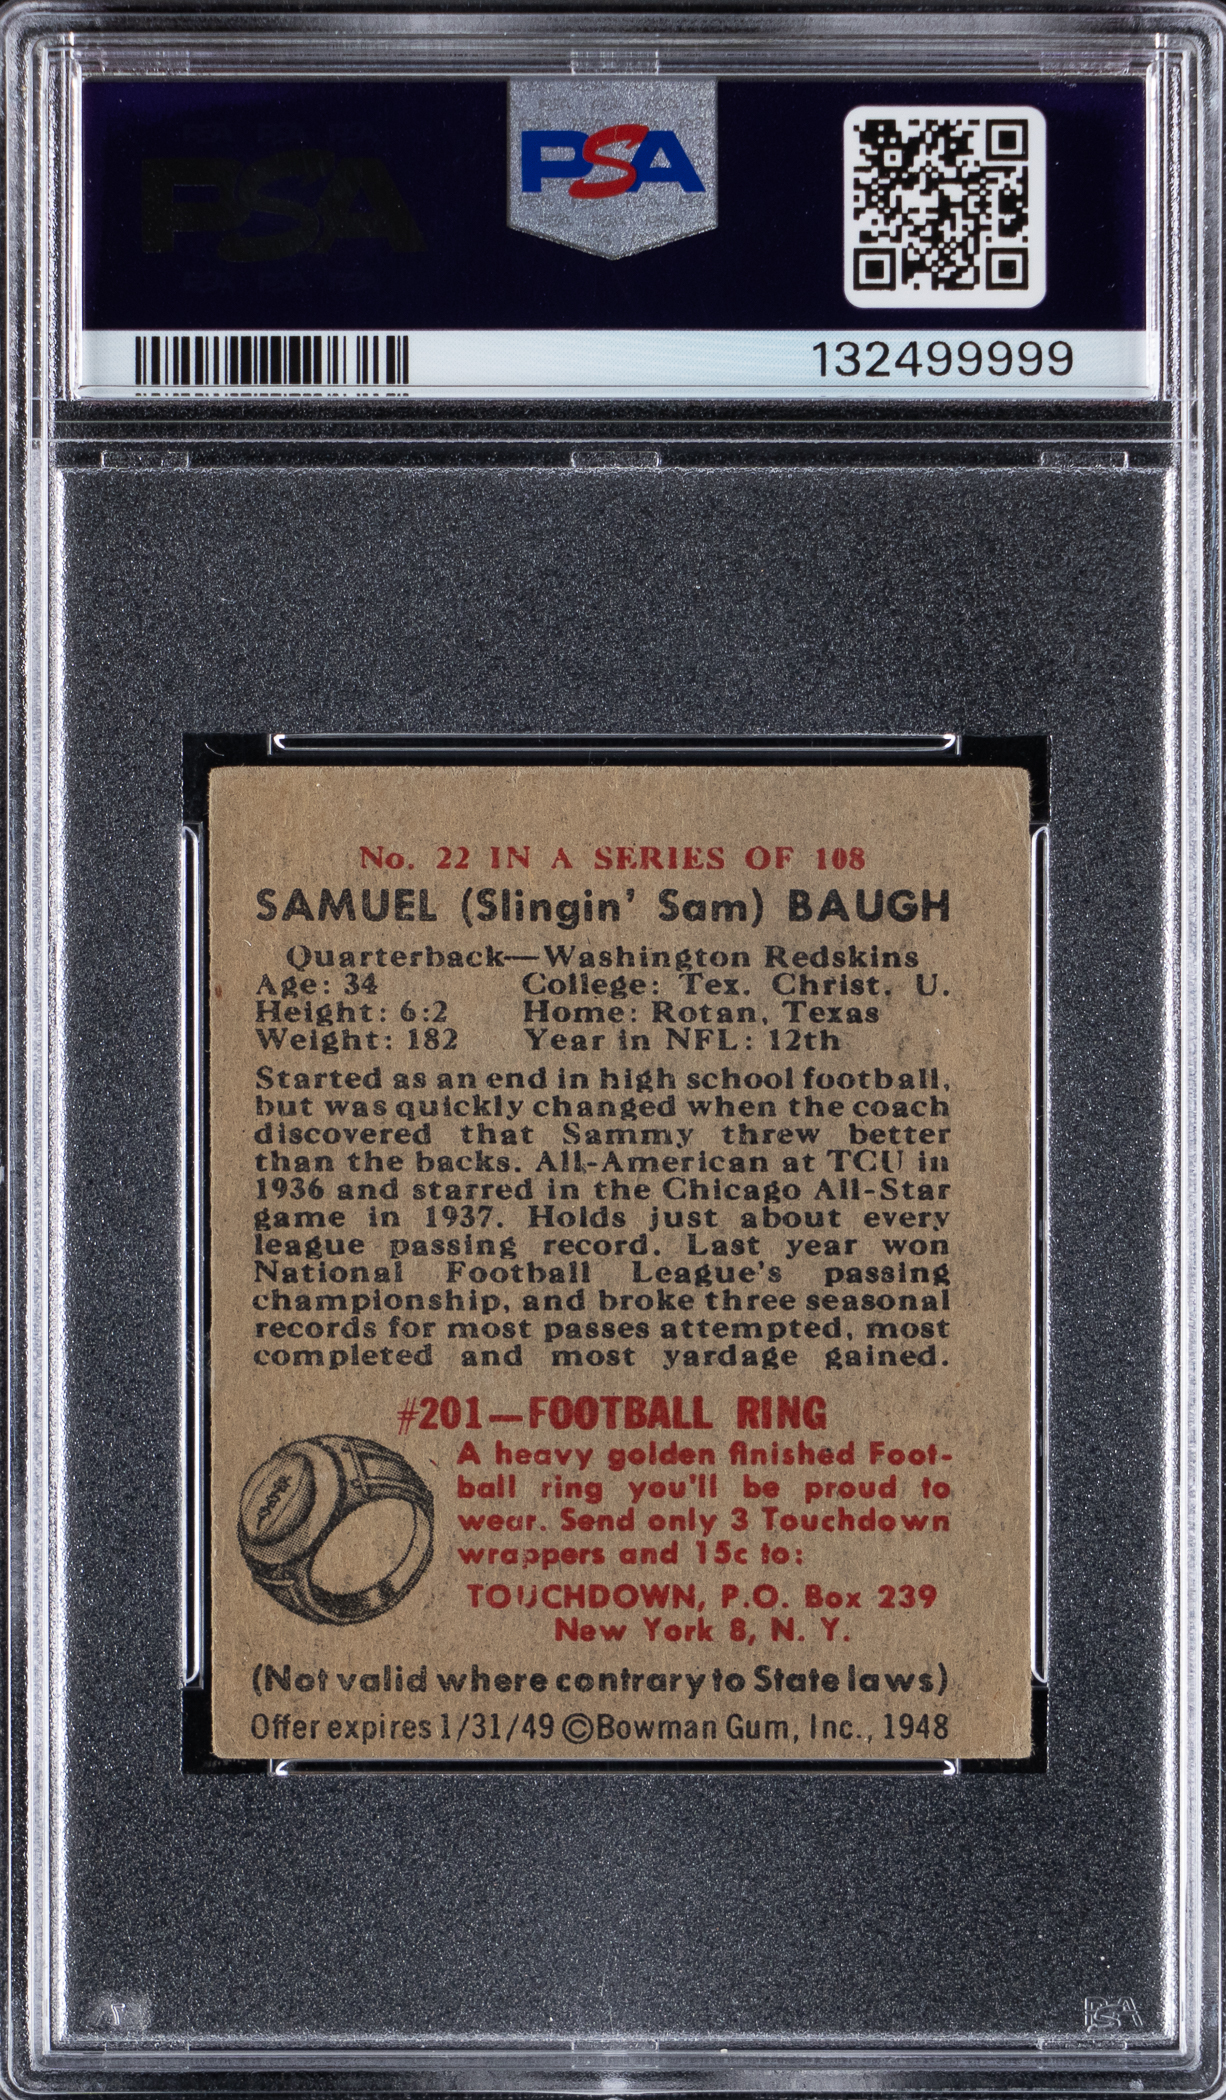 PSA
PSA
132499999
No. 22 IN A SERIES OF 108
SAMUEL (Slingin' Sam) BAUGH
Quarterback—Washington Redskins
Age: 34 College: Tex. Christ. U.
Height: 6:2 Home: Rotan, Texas
Weight: 182 Year in NFL: 12th
Started as an end in high school football,
but was quickly changed when the coach
discovered that Sammy threw better
than the backs. All-American at TCU in
1936 and starred in the Chicago All-Star
game in 1937. Holds just about every
league passing record. Last year won
National Football League's passing
championship, and broke three seasonal
records for most passes attempted, most
completed and most yardage gained.
#201—FOOTBALL RING
A heavy golden finished Foot-
ball ring you'll be proud to
wear. Send only 3 Touchdown
wrappers and 15c to:
TOUCHDOWN, P.O. Box 239
New York 8, N. Y.
(Not valid where contrary to State laws)
Offer expires 1/31/49 ©Bowman Gum, Inc., 1948
PSA